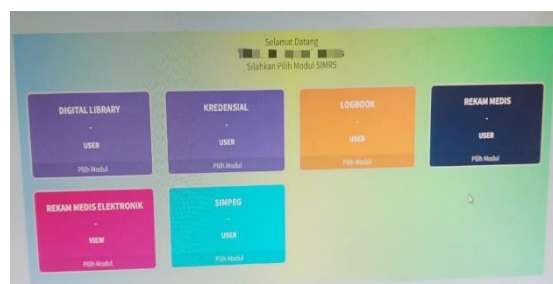 Selamat Datang
Silahkan Pilih Modul SIMRS
DIGITAL LIBRARY
-
USER
Pilih Modul
KREDENSIAL
-
USER
Pilih Modul
LOGBOOK
-
USER
Pilih Modul
REKAM MEDIS
-
USER
Pilih Modul
REKAM MEDIS ELEKTRONIK
-
VIEW
Pilih Modul
SIMPEG
-
USER
Pilih Modul